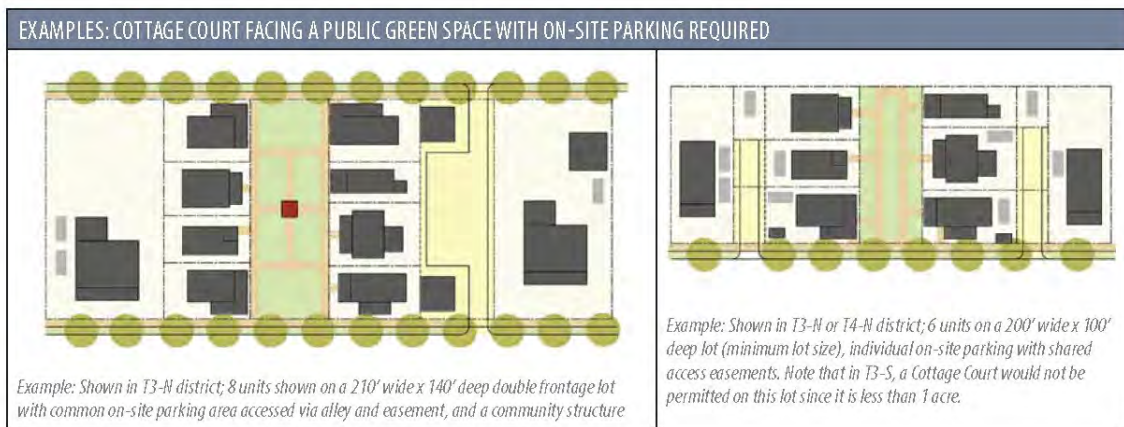 EXAMPLES: COTTAGE COURT FACING A PUBLIC GREEN SPACE WITH ON-SITE PARKING REQUIRED
Example: Shown in T3-N district; 8 units shown on a 210' wide x 140' deep double frontage lot
with common on-site parking area accessed via alley and easement, and a community structure
Example: Shown in T3-N or T4-N district; 6 units on a 200' wide x 100'
deep lot (minimum lot size), individual on-site parking with shared
access easements. Note that in T3-S, a Cottage Court would not be
permitted on this lot since it is less than 1 acre.